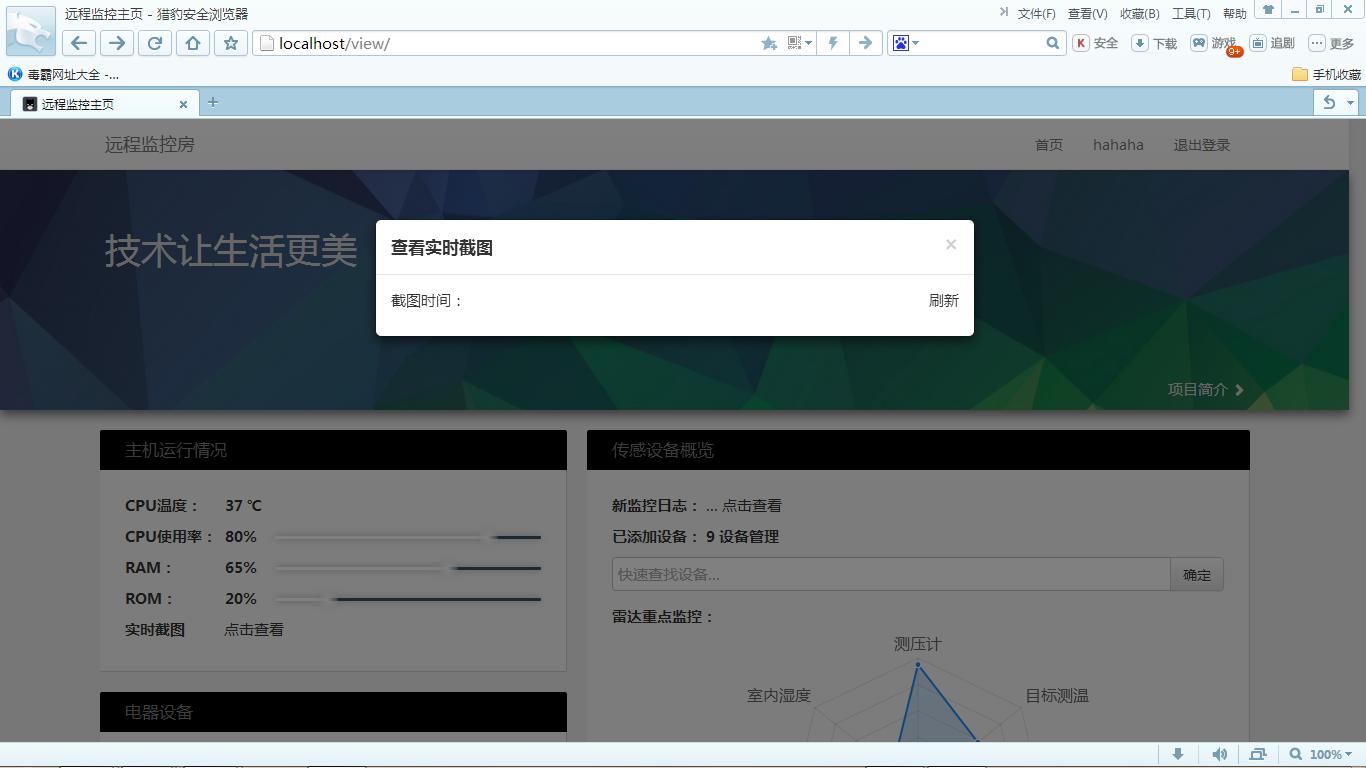 远程监控主页 - 猎豹安全浏览器
文件(F) 查看(V) 收藏(B) 工具(T) 帮助
localhost/view/
K 安全 下载 游戏 9+ 追剧 更多
K 毒霸网址大全 -...
手机收藏
远程监控主页
远程监控房
首页 hahaha 退出登录
技术让生活更美
查看实时截图 ×
截图时间： 刷新
项目简介
主机运行情况
CPU温度： 37 ℃
CPU使用率： 80%
RAM： 65%
ROM： 20%
实时截图 点击查看
电器设备
传感设备概览
新监控日志： ... 点击查看
已添加设备： 9 设备管理
快速查找设备... 确定
雷达重点监控：
测压计
室内湿度 目标测温
100%